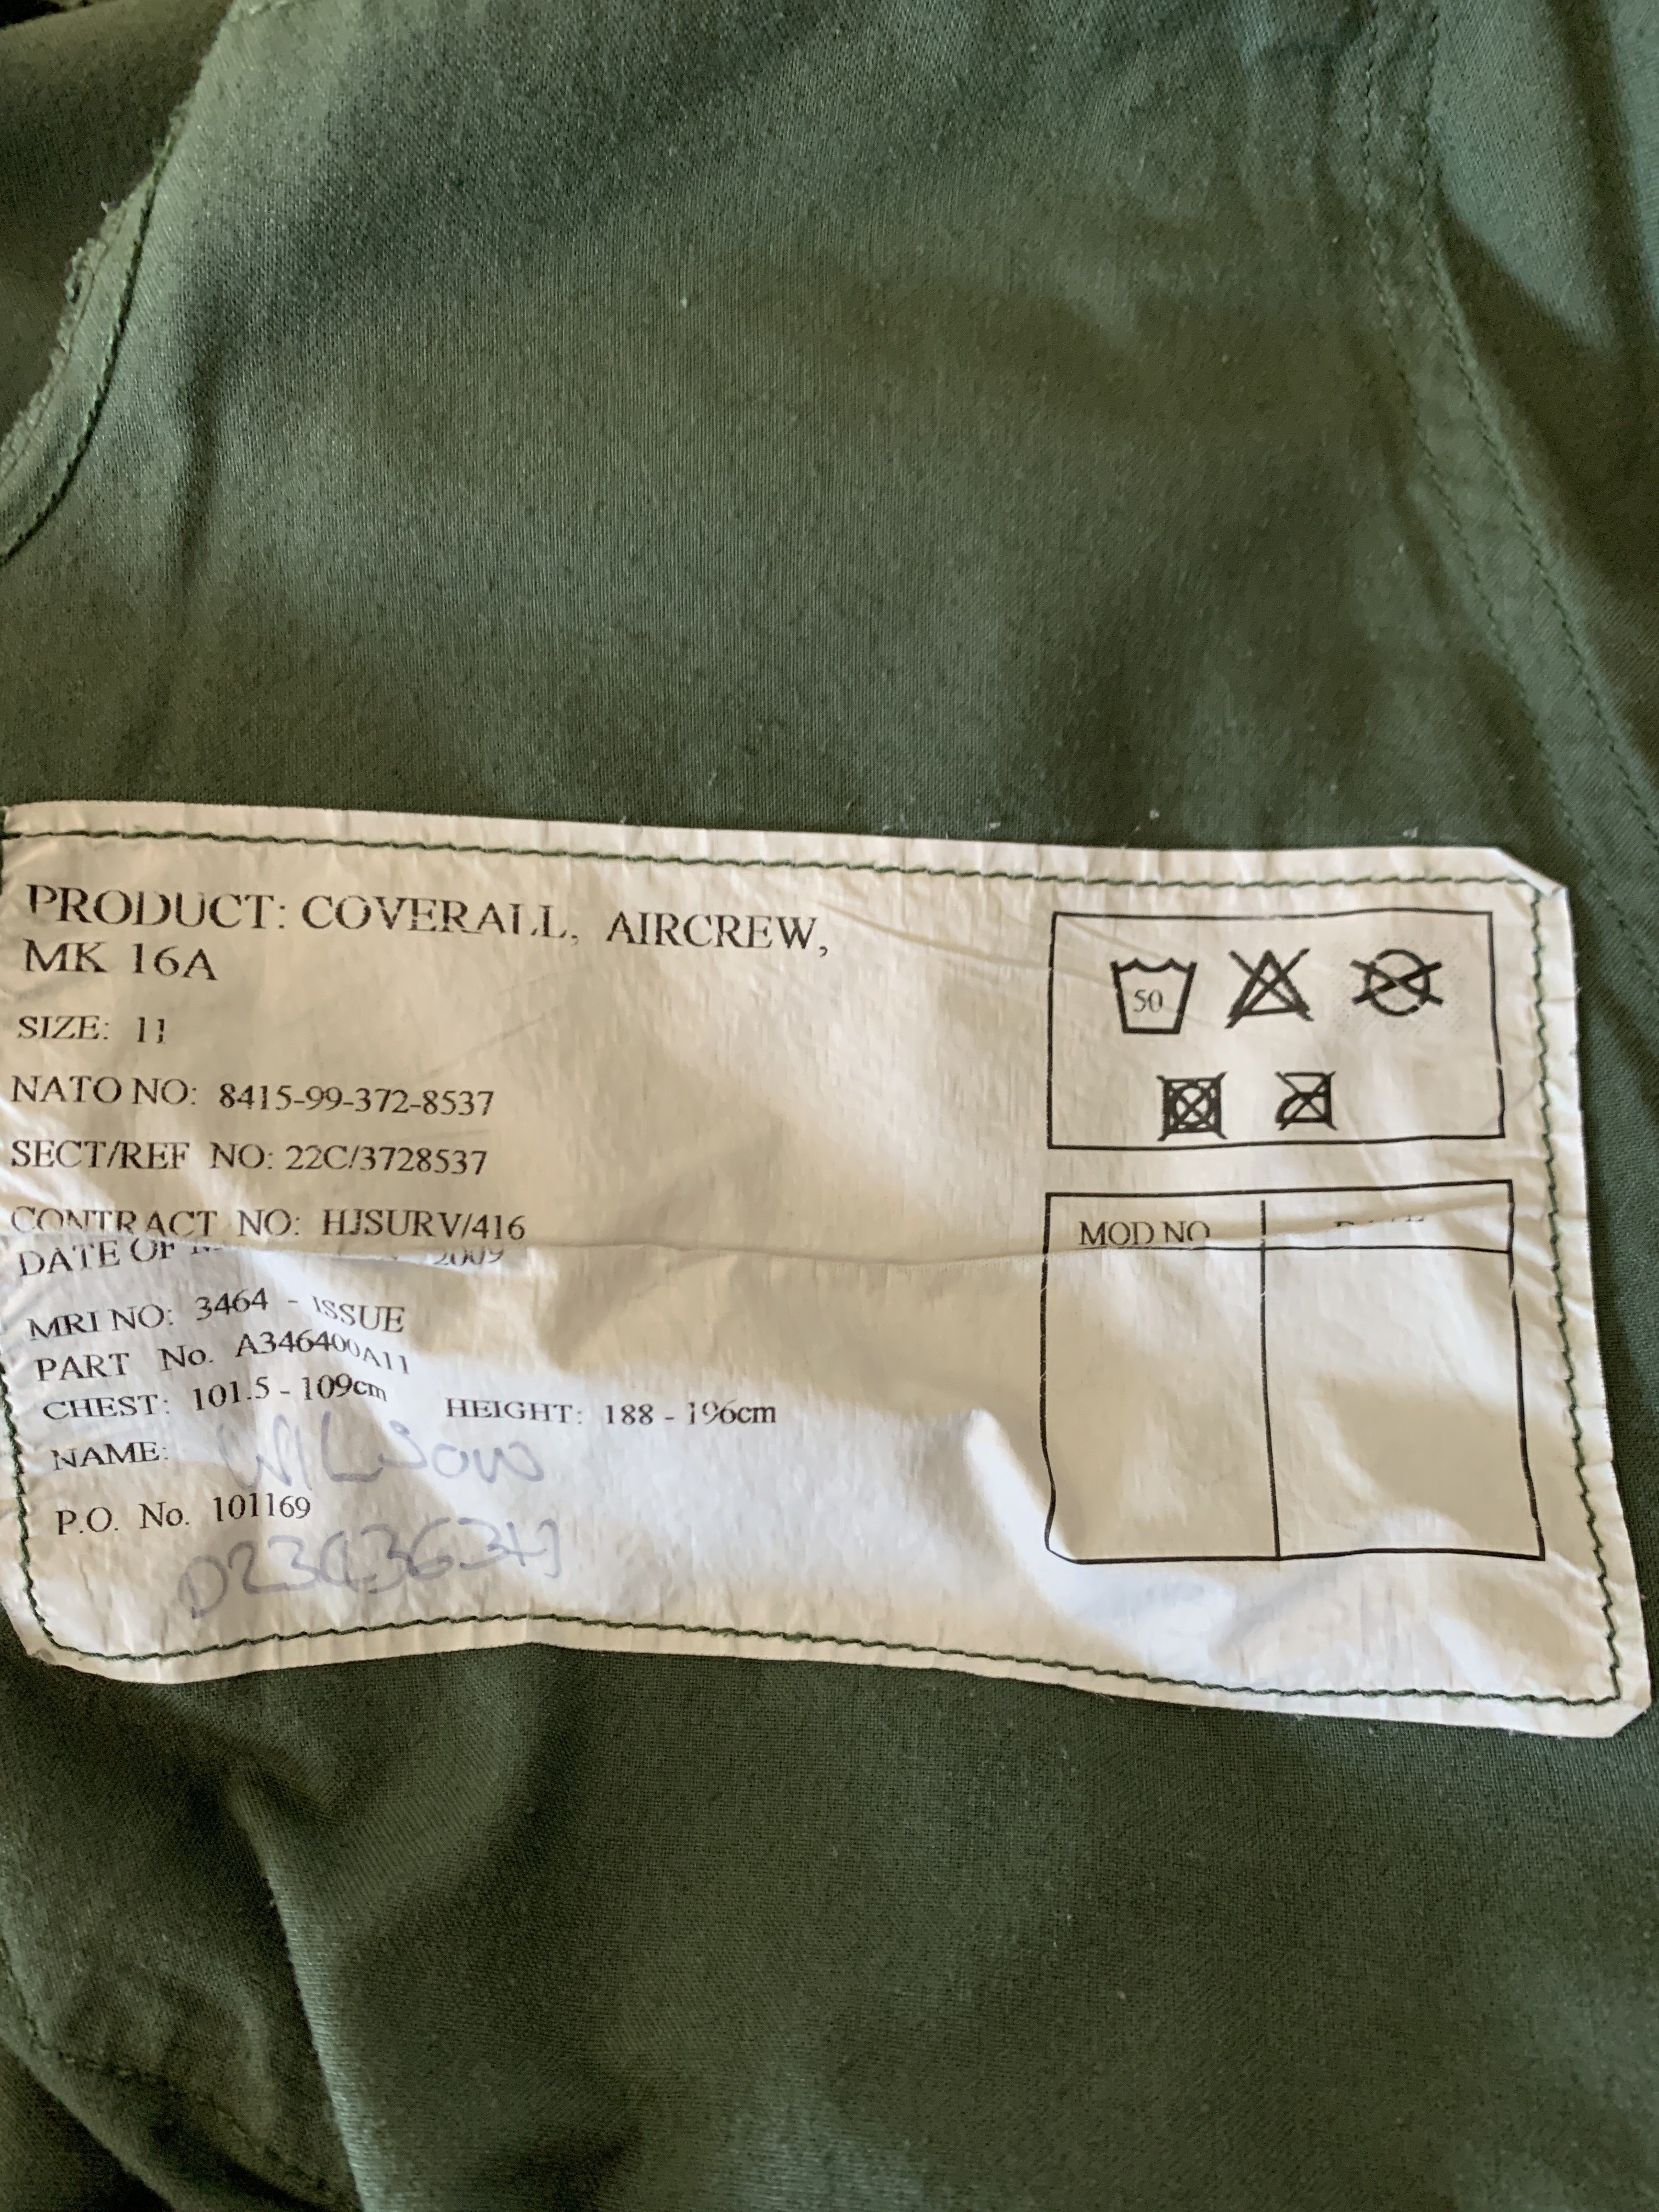 PRODUCT: COVERALL, AIRCREW,
MK 16A
SIZE: 11
NATO NO: 8415-99-372-8537
SECT/REF NO: 22C/3728537
CONTRACT NO: HJSURV/416
DATE OF 2009
MRI NO: 3464 - ISSUE
PART No. A346400A11
CHEST: 101.5 - 109cm HEIGHT: 188 - 196cm
NAME: WILSON
P.O. No. 101169
50
MOD NO